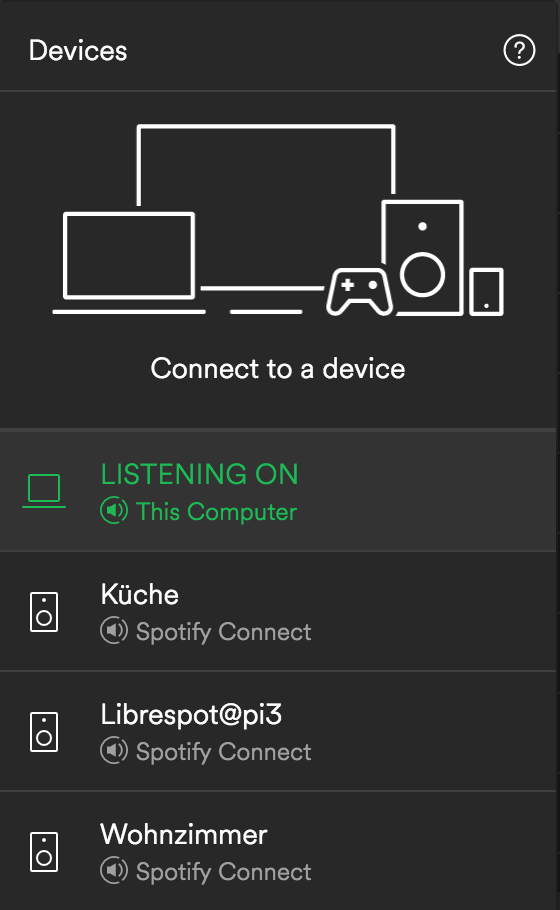 Devices
?
Connect to a device
LISTENING ON
This Computer
Küche
Spotify Connect
Librespot@pi3
Spotify Connect
Wohnzimmer
Spotify Connect